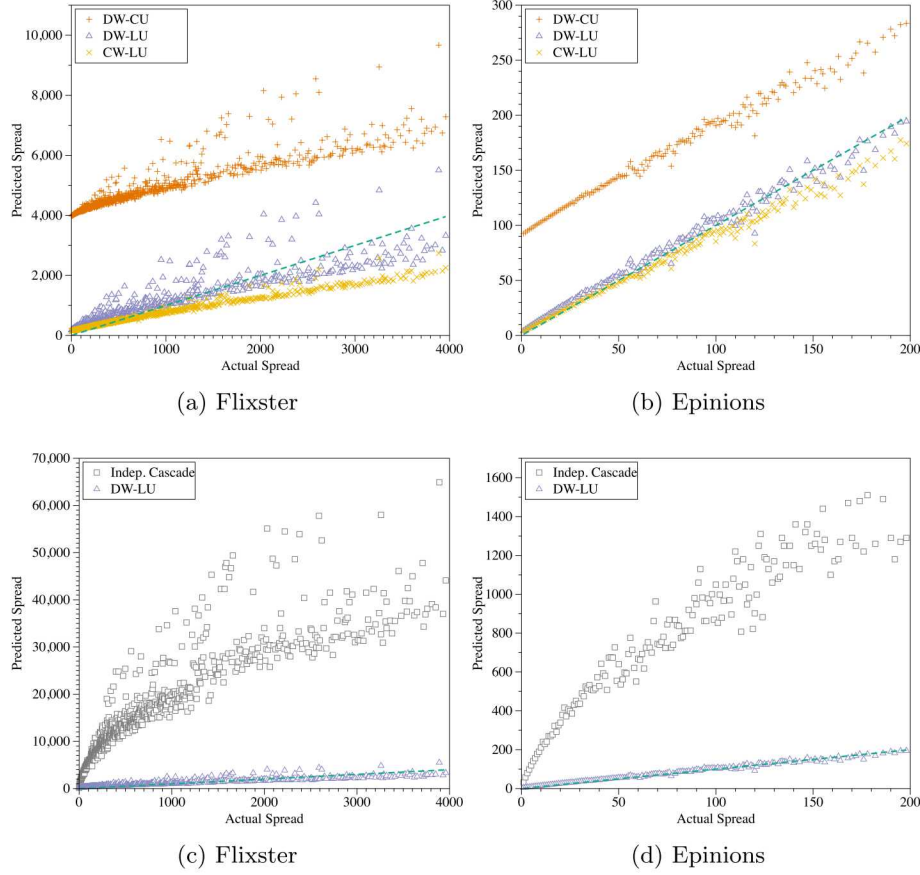 DW-CU
DW-LU
CW-LU
10,000
8,000
6,000
4,000
2,000
0
Predicted Spread
0 1000 2000 3000 4000
Actual Spread
(a) Flixster
DW-CU
DW-LU
CW-LU
300
250
200
150
100
50
0
Predicted Spread
0 50 100 150 200
Actual Spread
(b) Epinions
Indep. Cascade
DW-LU
70,000
60,000
50,000
40,000
30,000
20,000
10,000
0
Predicted Spread
0 1000 2000 3000 4000
Actual Spread
(c) Flixster
Indep. Cascade
DW-LU
1600
1400
1200
1000
800
600
400
200
0
Predicted Spread
0 50 100 150 200
Actual Spread
(d) Epinions